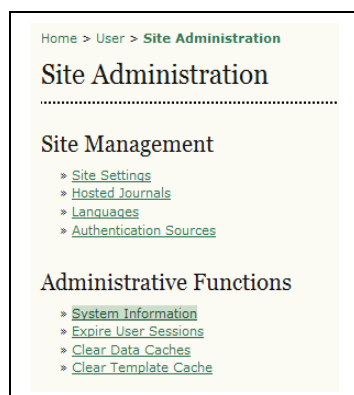 Home > User > Site Administration
Site Administration
Site Management
» Site Settings
» Hosted Journals
» Languages
» Authentication Sources
Administrative Functions
» System Information
» Expire User Sessions
» Clear Data Caches
» Clear Template Cache